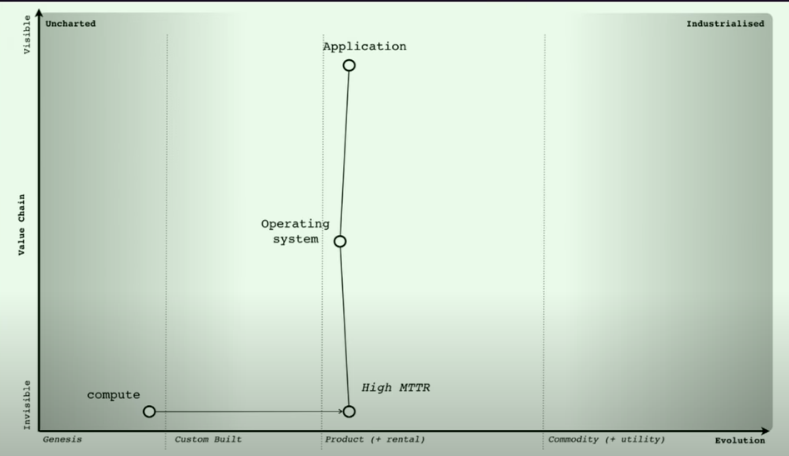 Uncharted
Industrialised
Visible
Application
Value Chain
Operating
system
High MTTR
compute
Invisible
Genesis
Custom Built
Product (+ rental)
Commodity (+ utility)
Evolution